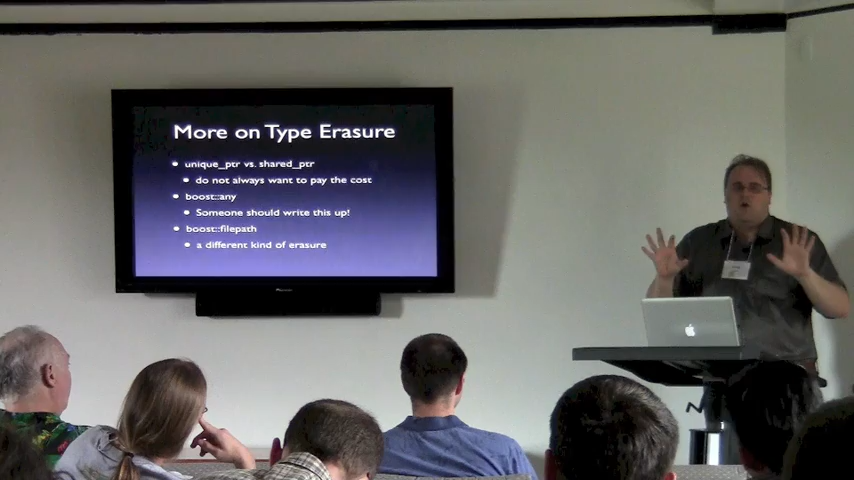 More on Type Erasure
• unique_ptr vs. shared_ptr
• do not always want to pay the cost
• boost::any
• Someone should write this up!
• boost::filepath
• a different kind of erasure